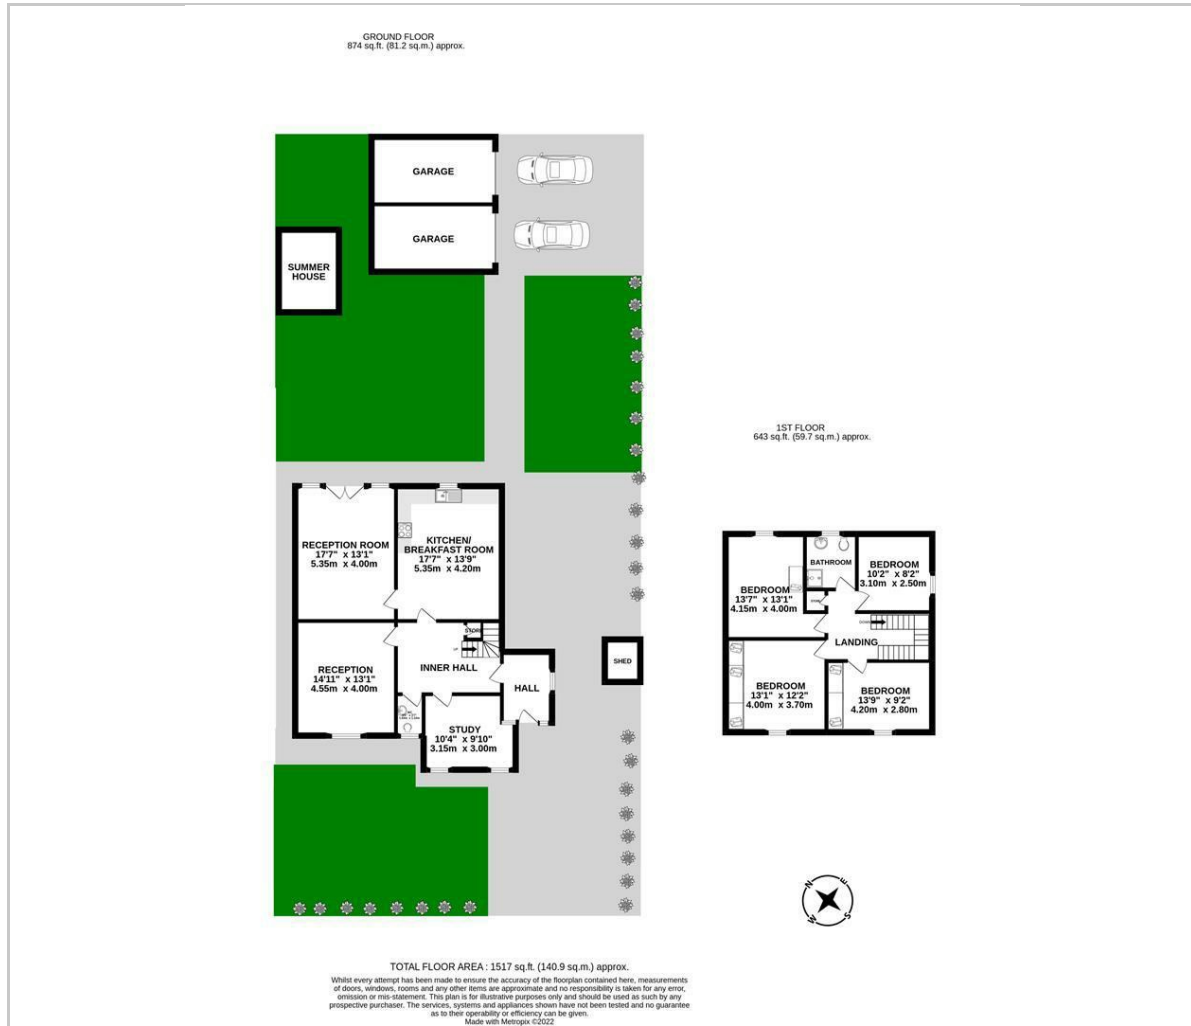 GROUND FLOOR
874 sq.ft. (81.2 sq.m.) approx.
GARAGE
GARAGE
SUMMER
HOUSE
RECEPTION ROOM
17'7" x 13'1"
5.35m x 4.00m
KITCHEN/
BREAKFAST ROOM
17'7" x 13'9"
5.35m x 4.20m
STORE
UP
RECEPTION
14'11" x 13'1"
4.55m x 4.00m
INNER HALL
HALL
SHED
STUDY
10'4" x 9'10"
3.15m x 3.00m
1ST FLOOR
643 sq.ft. (59.7 sq.m.) approx.
BATHROOM
BEDROOM
10'2" x 8'2"
3.10m x 2.50m
BEDROOM
13'7" x 13'1"
4.15m x 4.00m
DOWN
LANDING
BEDROOM
13'1" x 12'2"
4.00m x 3.70m
BEDROOM
13'9" x 9'2"
4.20m x 2.80m
N
E
W
S
TOTAL FLOOR AREA : 1517 sq.ft. (140.9 sq.m.) approx.
Whilst every attempt has been made to ensure the accuracy of the floorplan contained here, measurements
of doors, windows, rooms and any other items are approximate and no responsibility is taken for any error,
omission or mis-statement. This plan is for illustrative purposes only and should be used as such by any
prospective purchaser. The services, systems and appliances shown have not been tested and no guarantee
as to their operability or efficiency can be given.
Made with Metropix ©2022